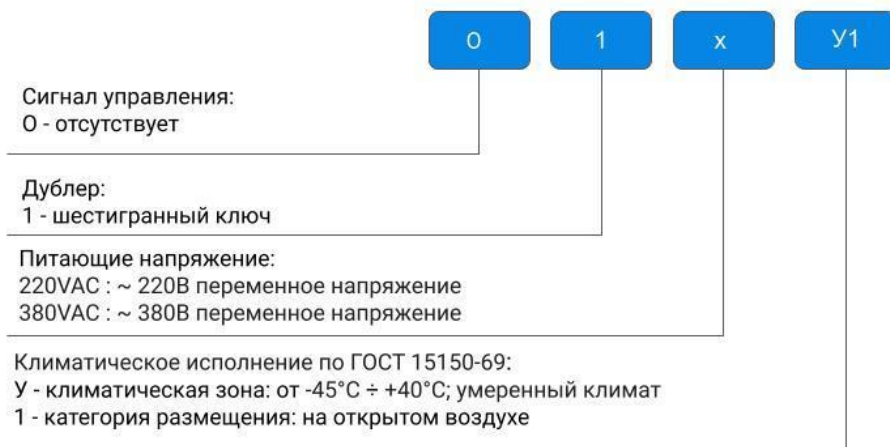 0 1 x У1
Сигнал управления:
0 - отсутствует
Дублер:
1 - шестигранный ключ
Питающие напряжение:
220VAC : ~ 220В переменное напряжение
380VAC : ~ 380В переменное напряжение
Климатическое исполнение по ГОСТ 15150-69:
У - климатическая зона: от -45°C ÷ +40°C; умеренный климат
1 - категория размещения: на открытом воздухе